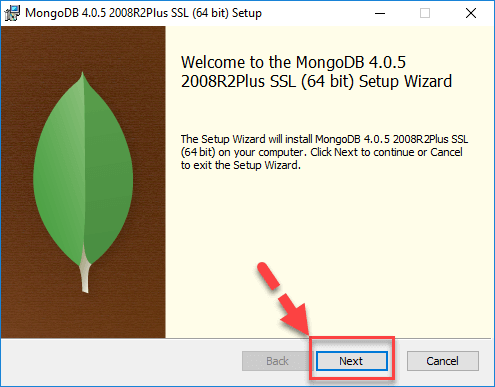 MongoDB 4.0.5 2008R2Plus SSL (64 bit) Setup
Welcome to the MongoDB 4.0.5
2008R2Plus SSL (64 bit) Setup Wizard
The Setup Wizard will install MongoDB 4.0.5 2008R2Plus SSL
(64 bit) on your computer. Click Next to continue or Cancel
to exit the Setup Wizard.
Back Next Cancel